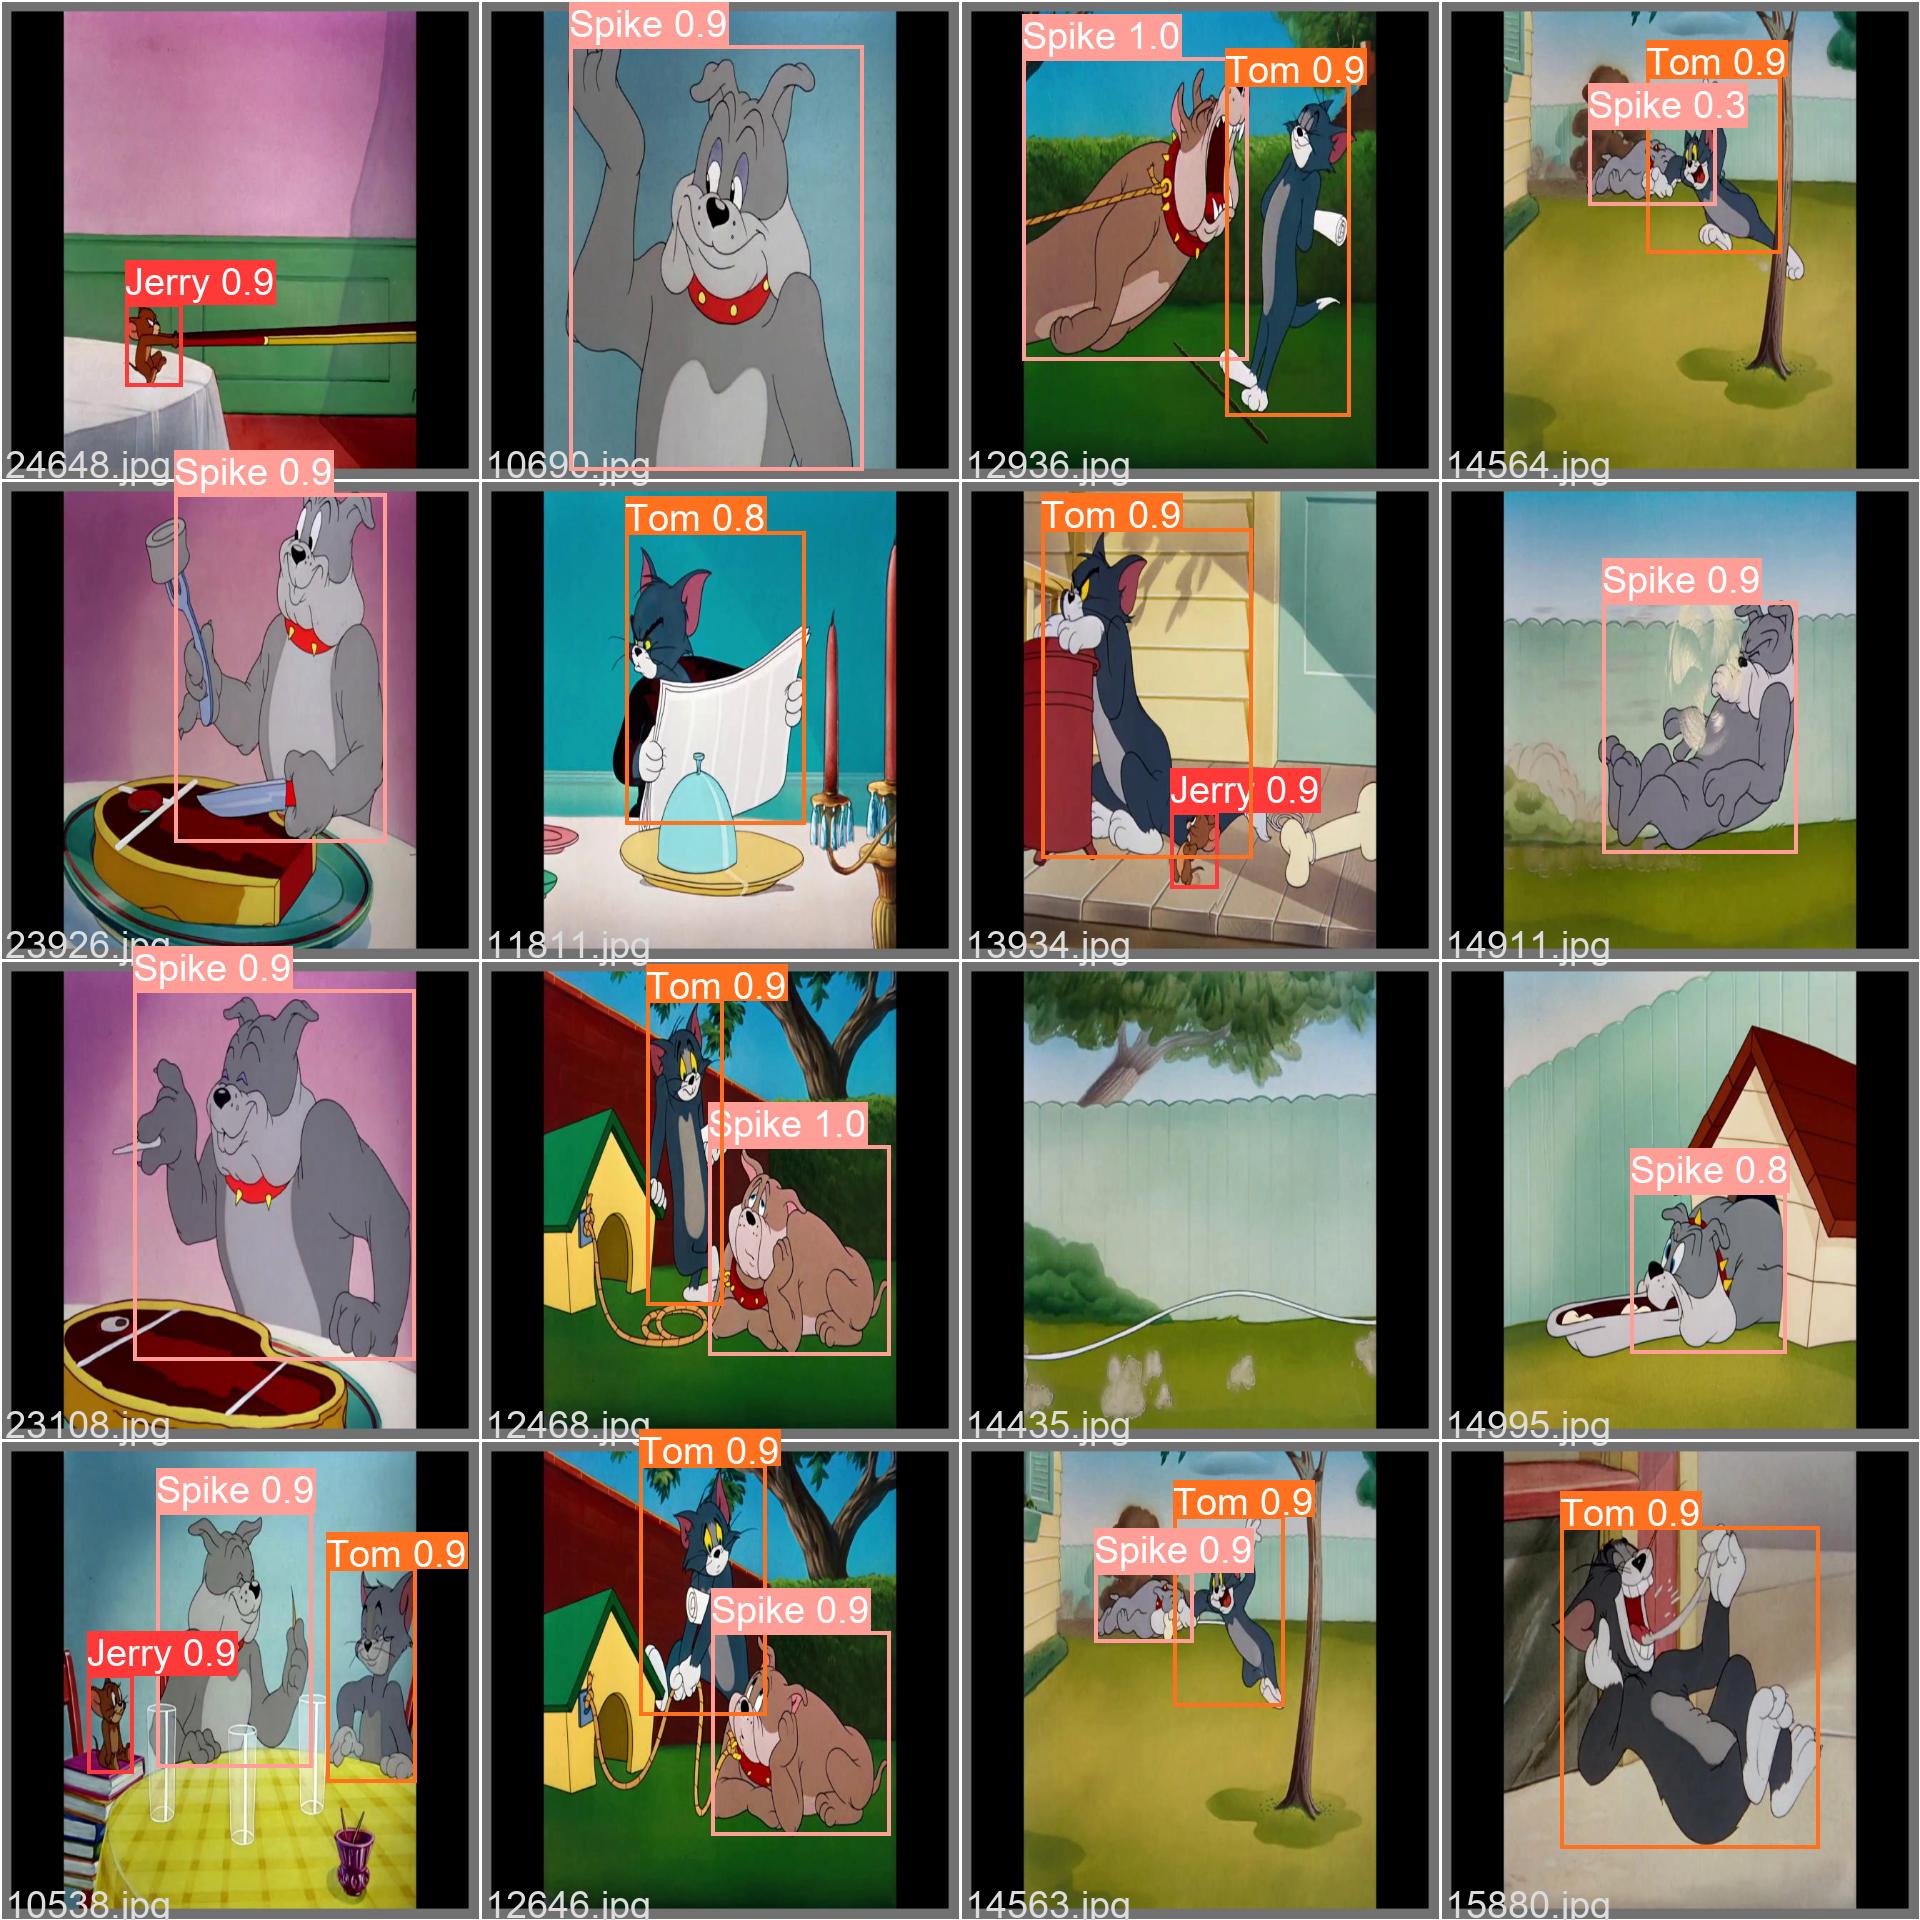 Jerry 0.9
24648.jpg
Spike 0.9
10690.jpg
Spike 1.0
Tom 0.9
12936.jpg
Tom 0.9
Spike 0.3
14564.jpg
Spike 0.9
23926.jpg
Tom 0.8
11811.jpg
Tom 0.9
Jerry 0.9
13934.jpg
Spike 0.9
14911.jpg
Spike 0.9
23108.jpg
Tom 0.9
Spike 1.0
12468.jpg
14435.jpg
Spike 0.8
14995.jpg
Spike 0.9
Tom 0.9
Jerry 0.9
10538.jpg
Tom 0.9
Spike 0.9
12646.jpg
Tom 0.9
Spike 0.9
14563.jpg
Tom 0.9
15880.jpg